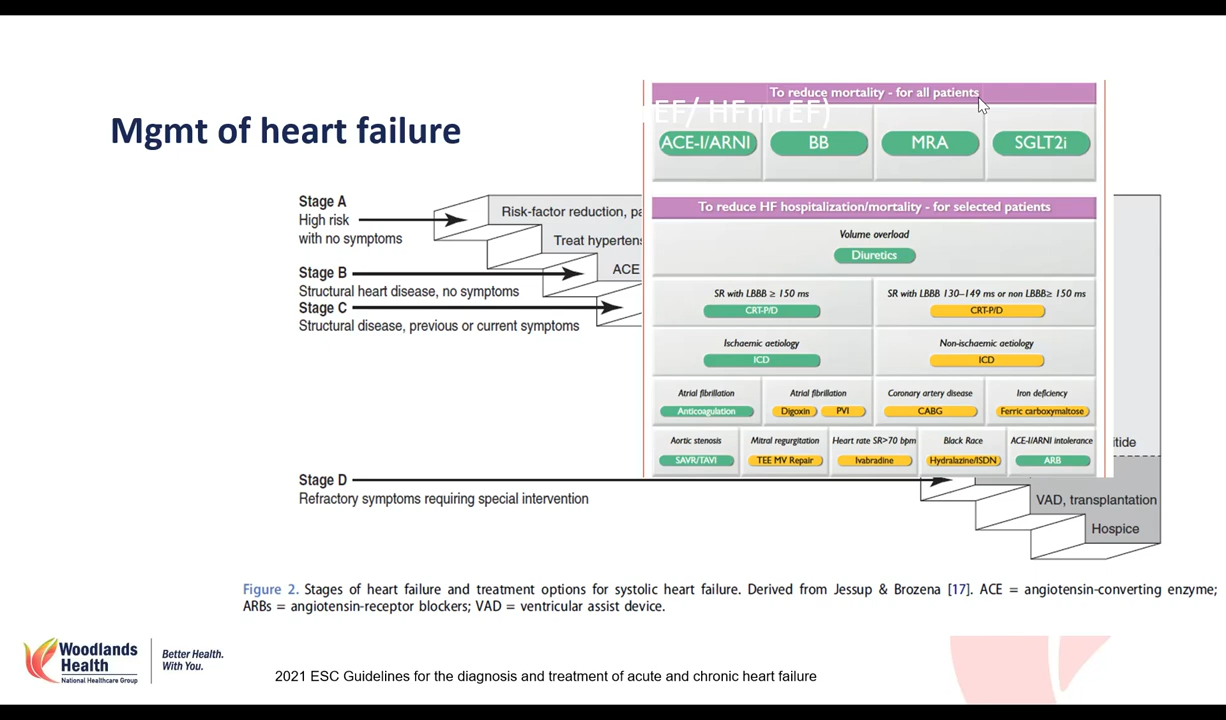 Mgmt of heart failure
EF/ HFmrEF)
To reduce mortality - for all patients
ACE-I/ARNI BB MRA SGLT2i
To reduce HF hospitalization/mortality - for selected patients
Volume overload
Diuretics
SR with LBBB ≥ 150 ms SR with LBBB 130–149 ms or non LBBB≥ 150 ms
CRT-P/D CRT-P/D
Ischaemic aetiology Non-ischaemic aetiology
ICD ICD
Atrial fibrillation Atrial fibrillation Coronary artery disease Iron deficiency
Anticoagulation Digoxin PVI CABG Ferric carboxymaltose
Aortic stenosis Mitral regurgitation Heart rate SR>70 bpm Black Race ACE-I/ARNI intolerance
SAVR/TAVI TEE MV Repair Ivabradine Hydralazine/ISDN ARB
Stage A
High risk
with no symptoms
Risk-factor reduction, pa
Treat hypertens
Stage B
Structural heart disease, no symptoms
ACE
Stage C
Structural disease, previous or current symptoms
itide
Stage D
Refractory symptoms requiring special intervention
VAD, transplantation
Hospice
Figure 2. Stages of heart failure and treatment options for systolic heart failure. Derived from Jessup & Brozena [17]. ACE = angiotensin-converting enzyme;
ARBs = angiotensin-receptor blockers; VAD = ventricular assist device.
Woodlands
Health
National Healthcare Group
Better Health.
With You.
2021 ESC Guidelines for the diagnosis and treatment of acute and chronic heart failure